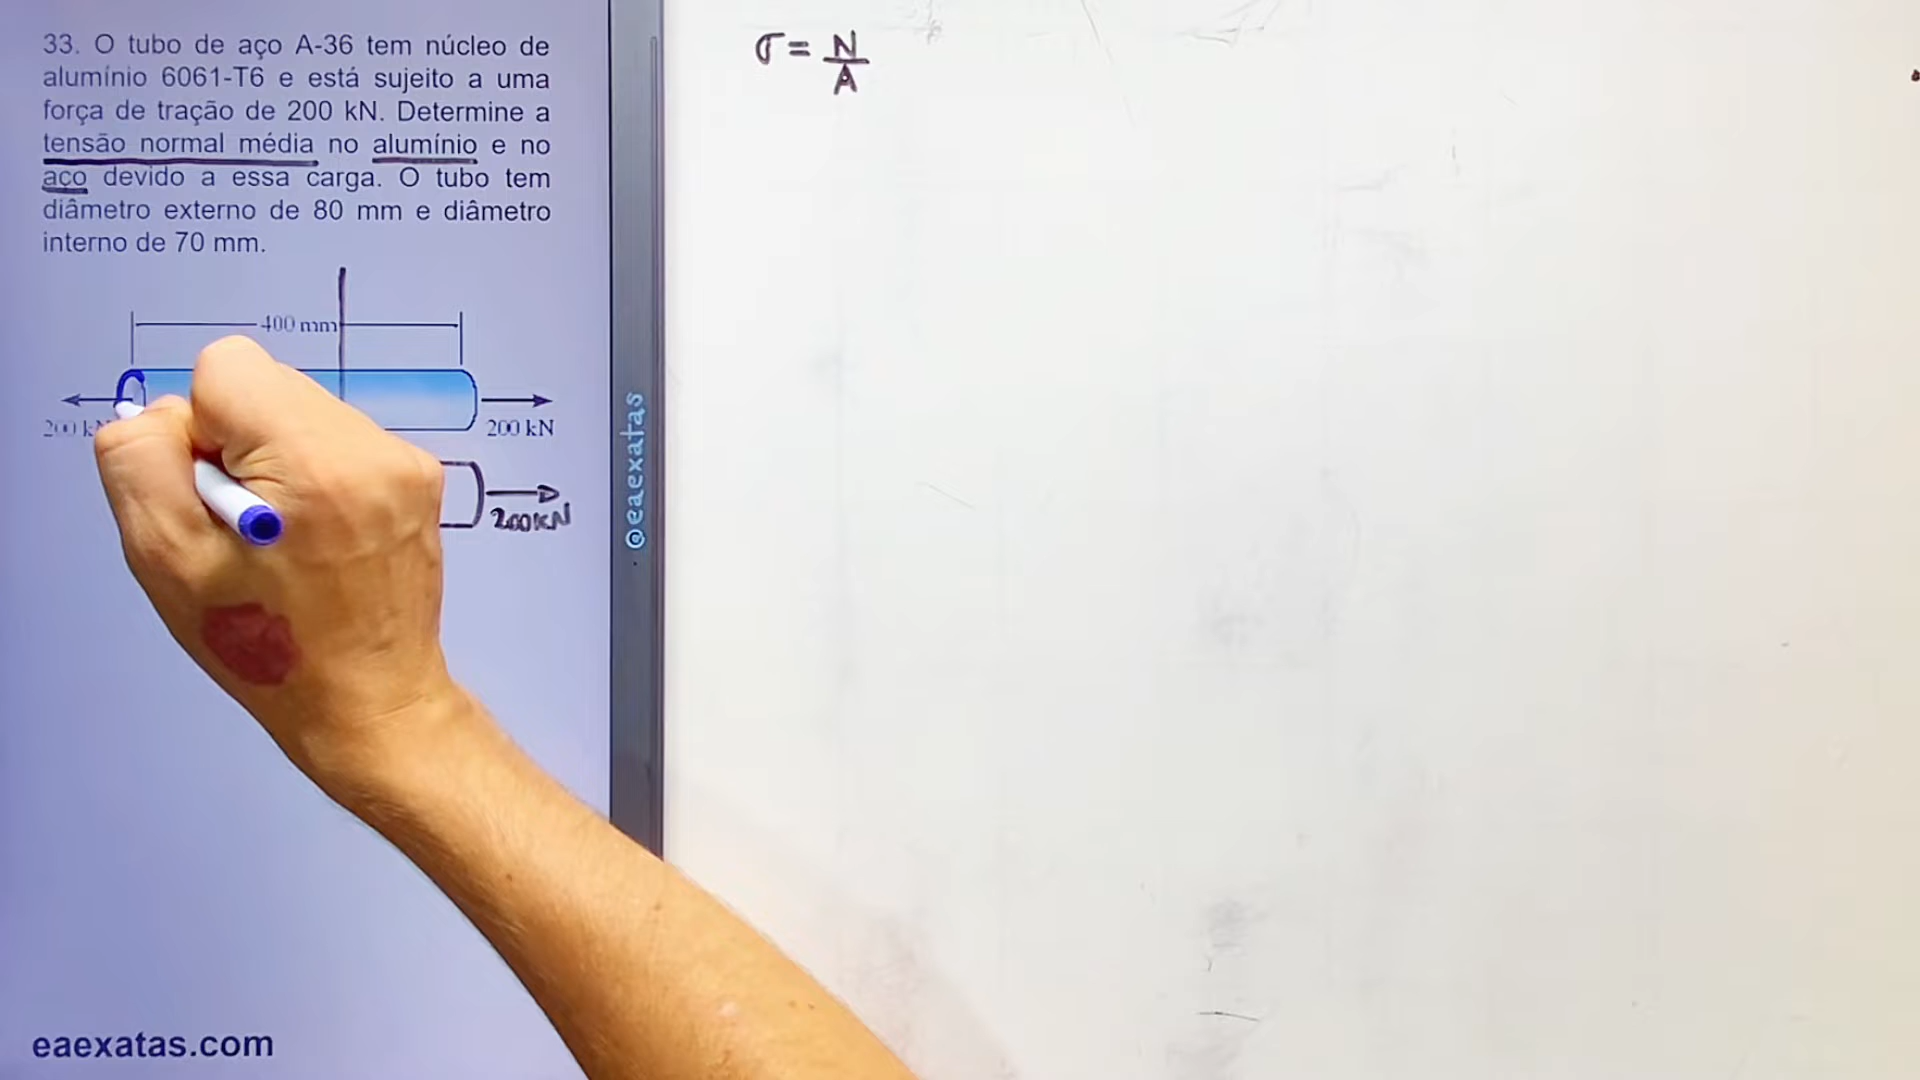 33. O tubo de aço A-36 tem núcleo de
alumínio 6061-T6 e está sujeito a uma
força de tração de 200 kN. Determine a
tensão normal média no alumínio e no
aço devido a essa carga. O tubo tem
diâmetro externo de 80 mm e diâmetro
interno de 70 mm.
400 mm
200 kN
200 kN
200KN
eaexatas.com
@eaexatas
σ = N/A